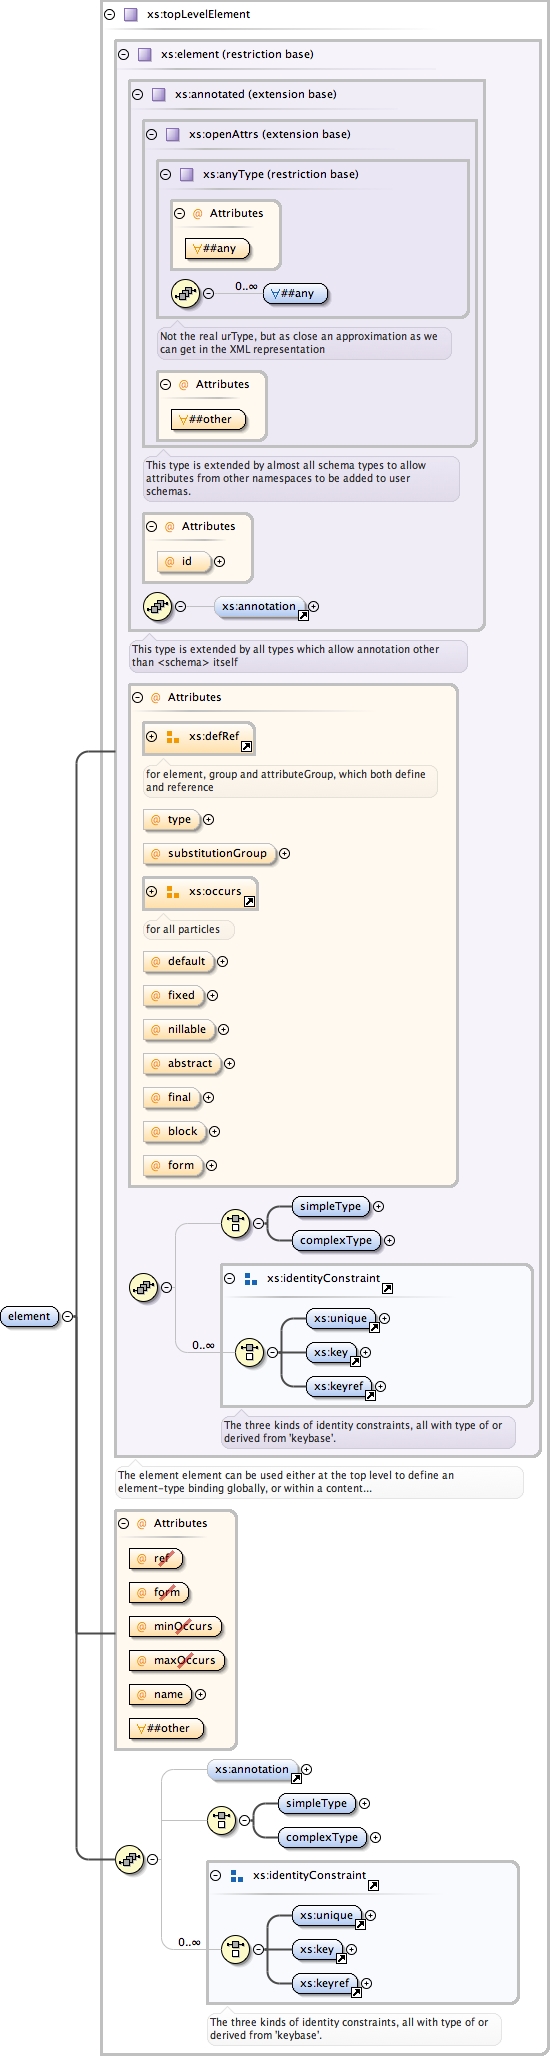 xs:topLevelElement
xs:element (restriction base)
xs:annotated (extension base)
xs:openAttrs (extension base)
xs:anyType (restriction base)
@ Attributes
∀##any
0..∞
∀##any
Not the real urType, but as close an approximation as we
can get in the XML representation
@ Attributes
∀##other
This type is extended by almost all schema types to allow
attributes from other namespaces to be added to user
schemas.
@ Attributes
@ id
xs:annotation
This type is extended by all types which allow annotation other
than <schema> itself
@ Attributes
xs:defRef
for element, group and attributeGroup, which both define
and reference
@ type
@ substitutionGroup
xs:occurs
for all particles
@ default
@ fixed
@ nillable
@ abstract
@ final
@ block
@ form
simpleType
complexType
xs:identityConstraint
element
xs:unique
0..∞
xs:key
xs:keyref
The three kinds of identity constraints, all with type of or
derived from 'keybase'.
The element element can be used either at the top level to define an
element-type binding globally, or within a content...
@ Attributes
@ ref
@ form
@ minOccurs
@ maxOccurs
@ name
∀##other
xs:annotation
simpleType
complexType
xs:identityConstraint
xs:unique
0..∞
xs:key
xs:keyref
The three kinds of identity constraints, all with type of or
derived from 'keybase'.